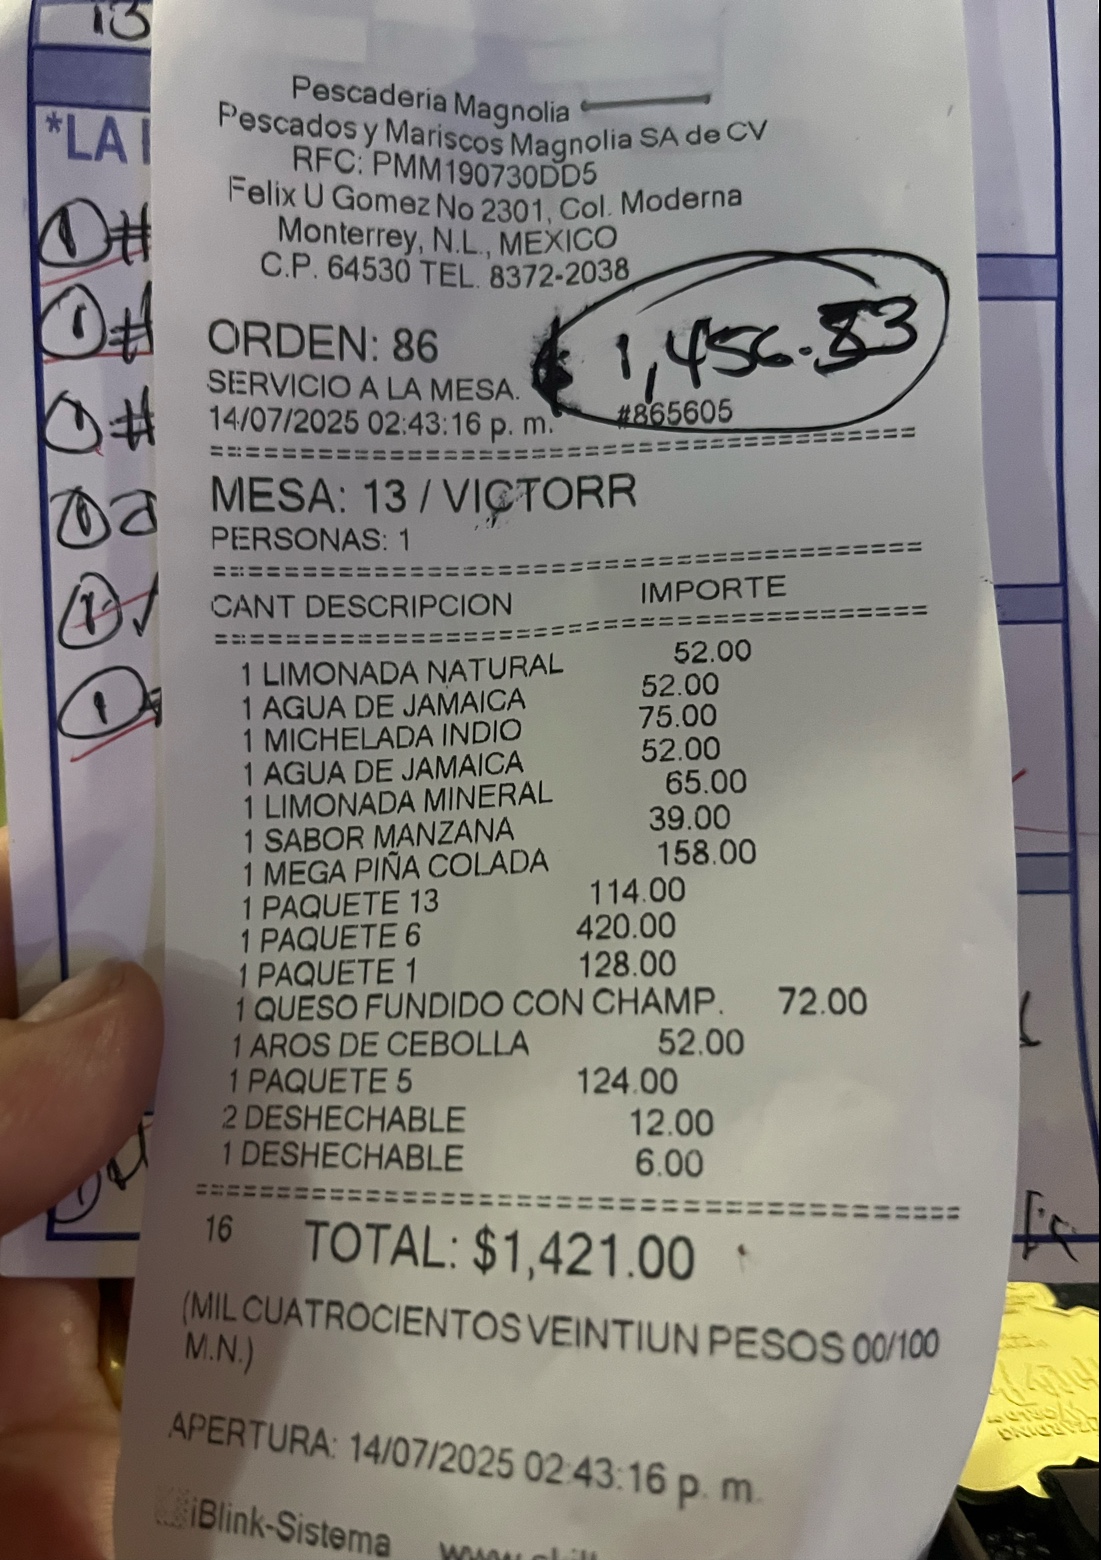 13
*LA
Pescaderia Magnolia
Pescados y Mariscos Magnolia SA de CV
RFC: PMM190730DD5
Felix U Gomez No 2301, Col. Moderna
Monterrey, N.L., MEXICO
C.P. 64530 TEL. 8372-2038
1,456.83
ORDEN: 86
SERVICIO A LA MESA.
14/07/2025 02:43:16 p. m. #865605
==========================================
MESA: 13 / VICTORR
PERSONAS: 1
==========================================
CANT DESCRIPCION IMPORTE
==========================================
1 LIMONADA NATURAL 52.00
1 AGUA DE JAMAICA 52.00
1 MICHELADA INDIO 75.00
1 AGUA DE JAMAICA 52.00
1 LIMONADA MINERAL 65.00
1 SABOR MANZANA 39.00
1 MEGA PIÑA COLADA 158.00
1 PAQUETE 13 114.00
1 PAQUETE 6 420.00
1 PAQUETE 1 128.00
1 QUESO FUNDIDO CON CHAMP. 72.00
1 AROS DE CEBOLLA 52.00
1 PAQUETE 5 124.00
2 DESHECHABLE 12.00
1 DESHECHABLE 6.00
==========================================
16 TOTAL: $1,421.00
(MIL CUATROCIENTOS VEINTIUN PESOS 00/100
M.N.)
APERTURA: 14/07/2025 02:43:16 p. m.
iBlink-Sistema
1 #
1 #
1 #
1
1
1